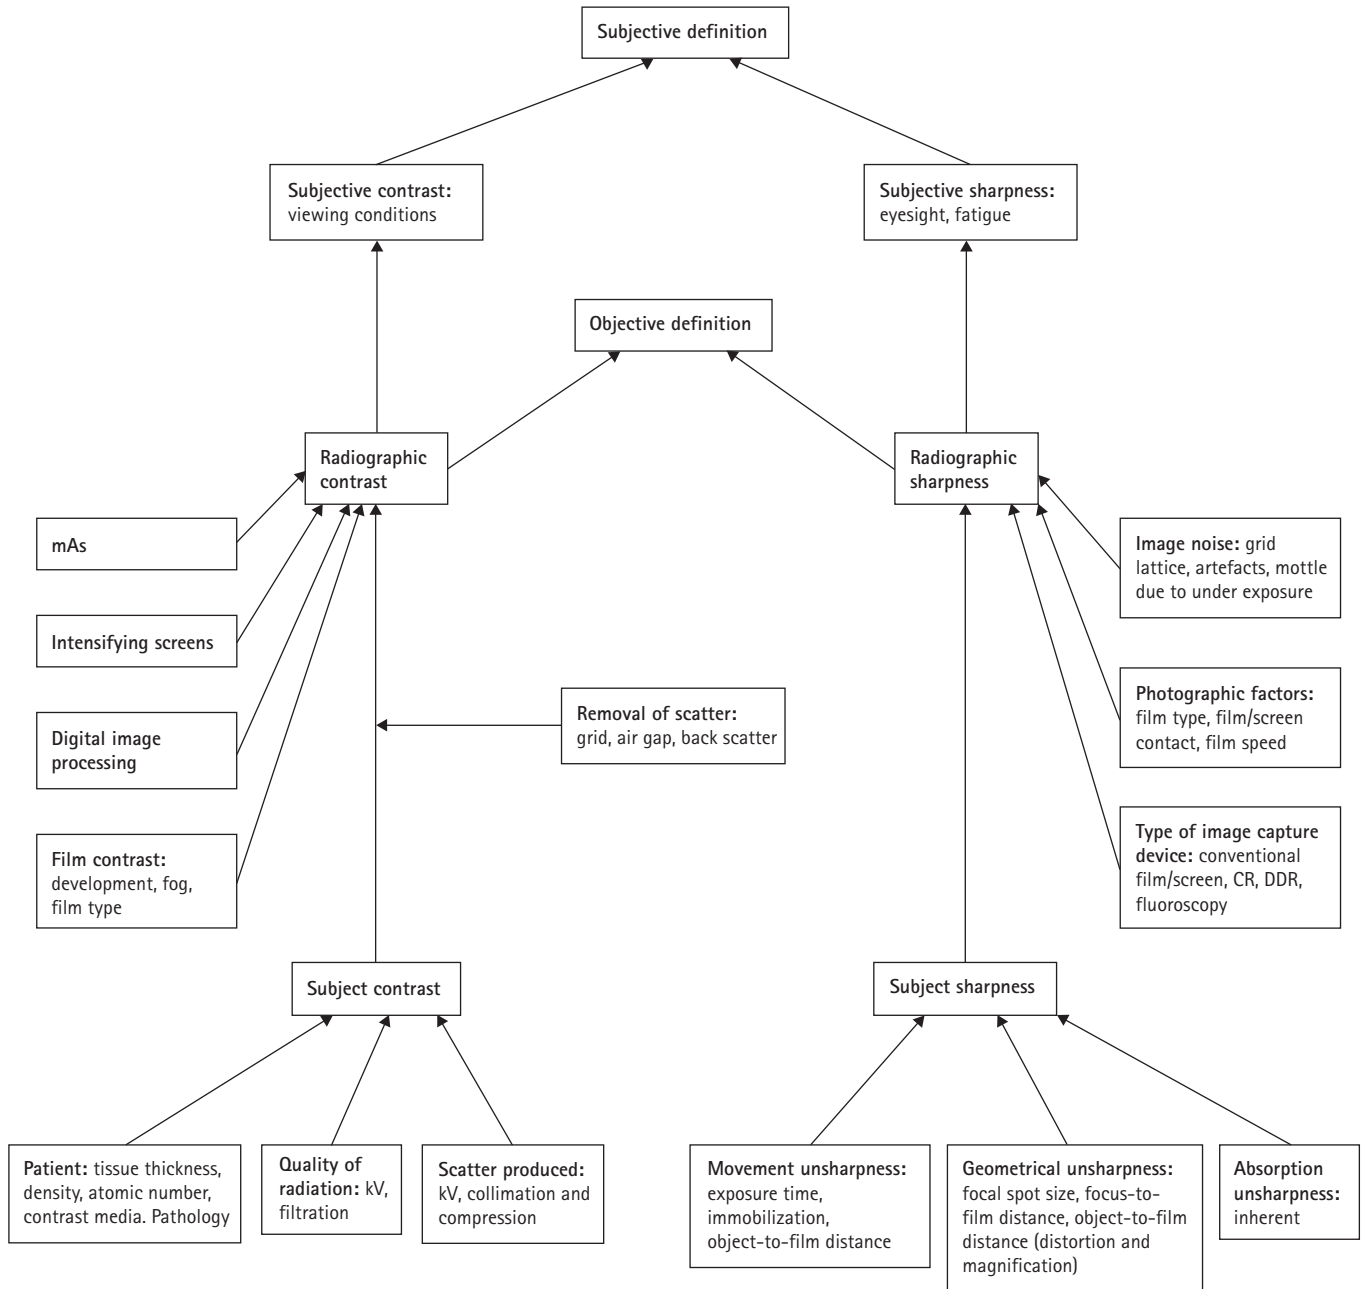 Subjective definition
Subjective contrast:
viewing conditions
Subjective sharpness:
eyesight, fatigue
Objective definition
Radiographic
contrast
Radiographic
sharpness
mAs
Intensifying screens
Digital image
processing
Film contrast:
development, fog,
film type
Removal of scatter:
grid, air gap, back scatter
Image noise: grid
lattice, artefacts, mottle
due to under exposure
Photographic factors:
film type, film/screen
contact, film speed
Type of image capture
device: conventional
film/screen, CR, DDR,
fluoroscopy
Subject contrast
Subject sharpness
Patient: tissue thickness,
density, atomic number,
contrast media. Pathology
Quality of
radiation: kV,
filtration
Scatter produced:
kV, collimation and
compression
Movement unsharpness:
exposure time,
immobilization,
object-to-film distance
Geometrical unsharpness:
focal spot size, focus-to-
film distance, object-to-film
distance (distortion and
magnification)
Absorption
unsharpness:
inherent